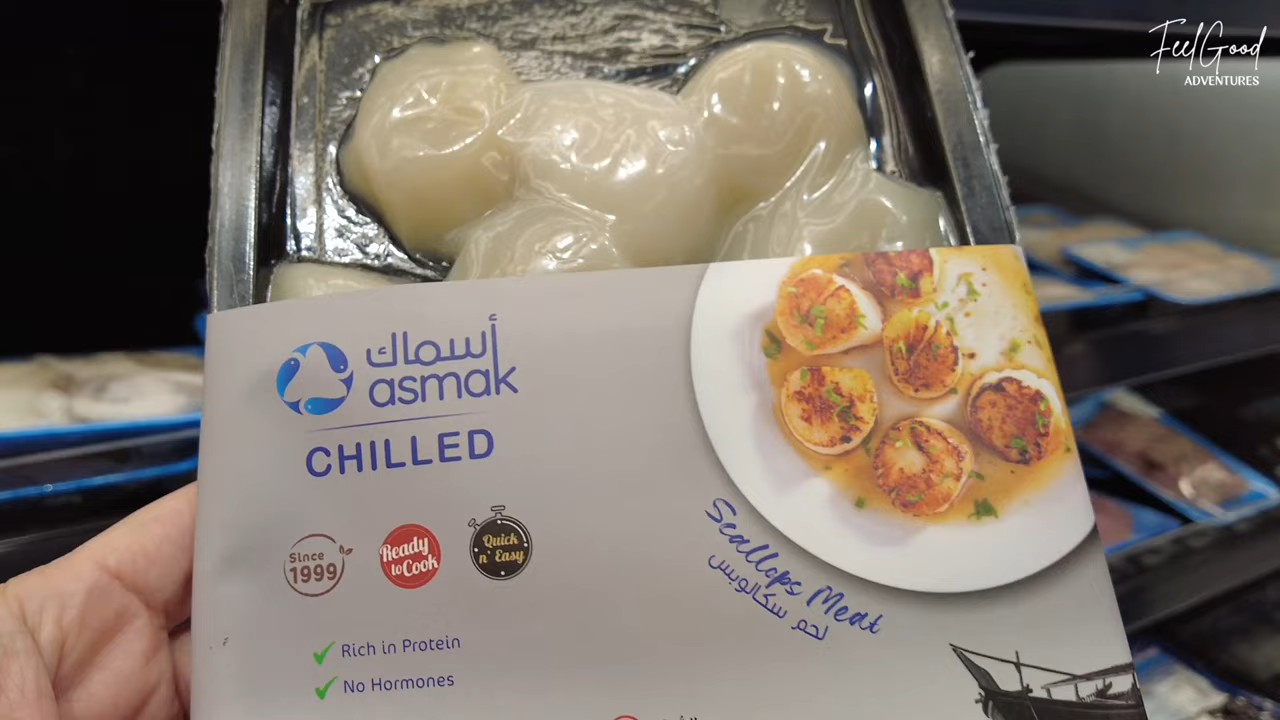 FeelGood
ADVENTURES
أسماك
asmak
CHILLED
Since
1999
Ready
to Cook
Quick
n' Easy
Scallops Meat
لحم سكالوبس
Rich in Protein
No Hormones